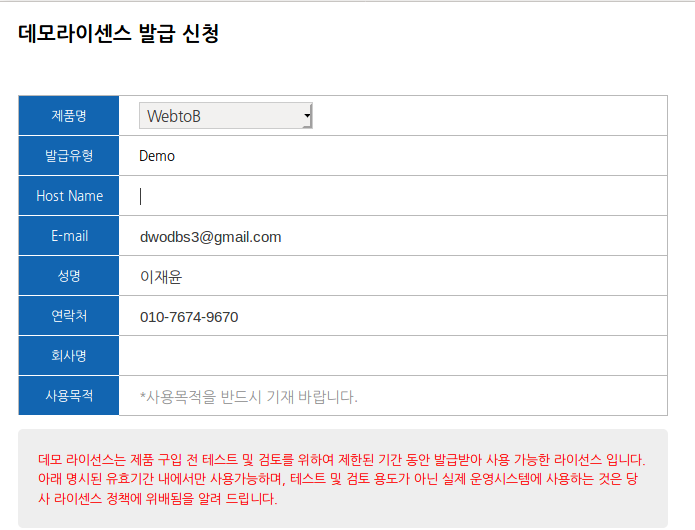 데모라이센스 발급 신청
제품명 WebtoB
발급유형 Demo
Host Name
E-mail dwodbs3@gmail.com
성명 이재윤
연락처 010-7674-9670
회사명
사용목적 *사용목적을 반드시 기재 바랍니다.
데모 라이선스는 제품 구입 전 테스트 및 검토를 위하여 제한된 기간 동안 발급받아 사용 가능한 라이선스 입니다.
아래 명시된 유효기간 내에서만 사용가능하며, 테스트 및 검토 용도가 아닌 실제 운영시스템에 사용하는 것은 당
사 라이센스 정책에 위배됨을 알려 드립니다.